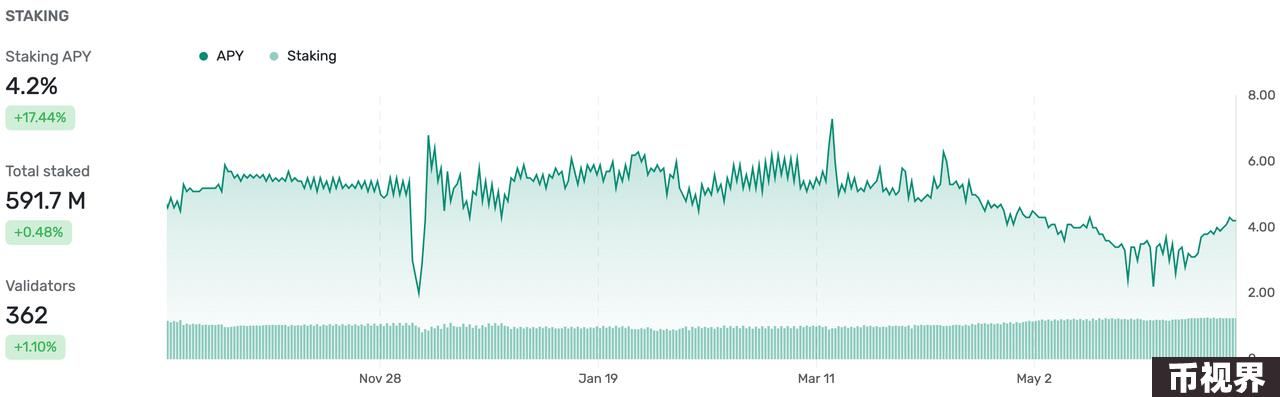 STAKING
Staking APY
4.2%
+17.44%
Total staked
591.7 M
+0.48%
Validators
362
+1.10%
APY Staking
8.00
6.00
4.00
2.00
0
Nov 28 Jan 19 Mar 11 May 2
币视界